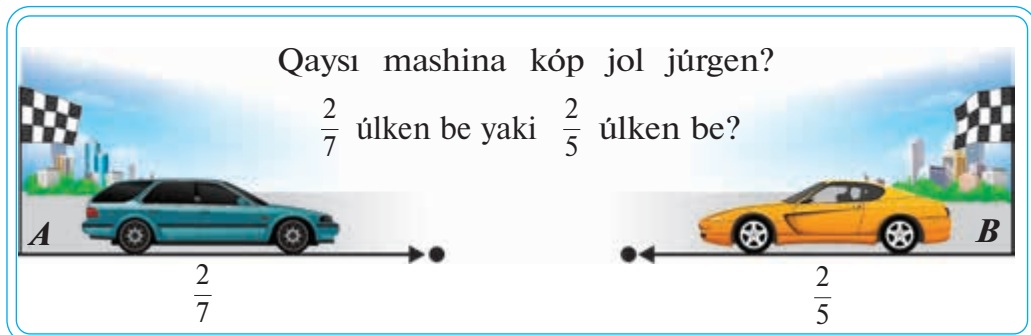 Qaysı mashina kóp jol júrgen?
2/7 úlken be yaki 2/5 úlken be?
A B
2/7 2/5